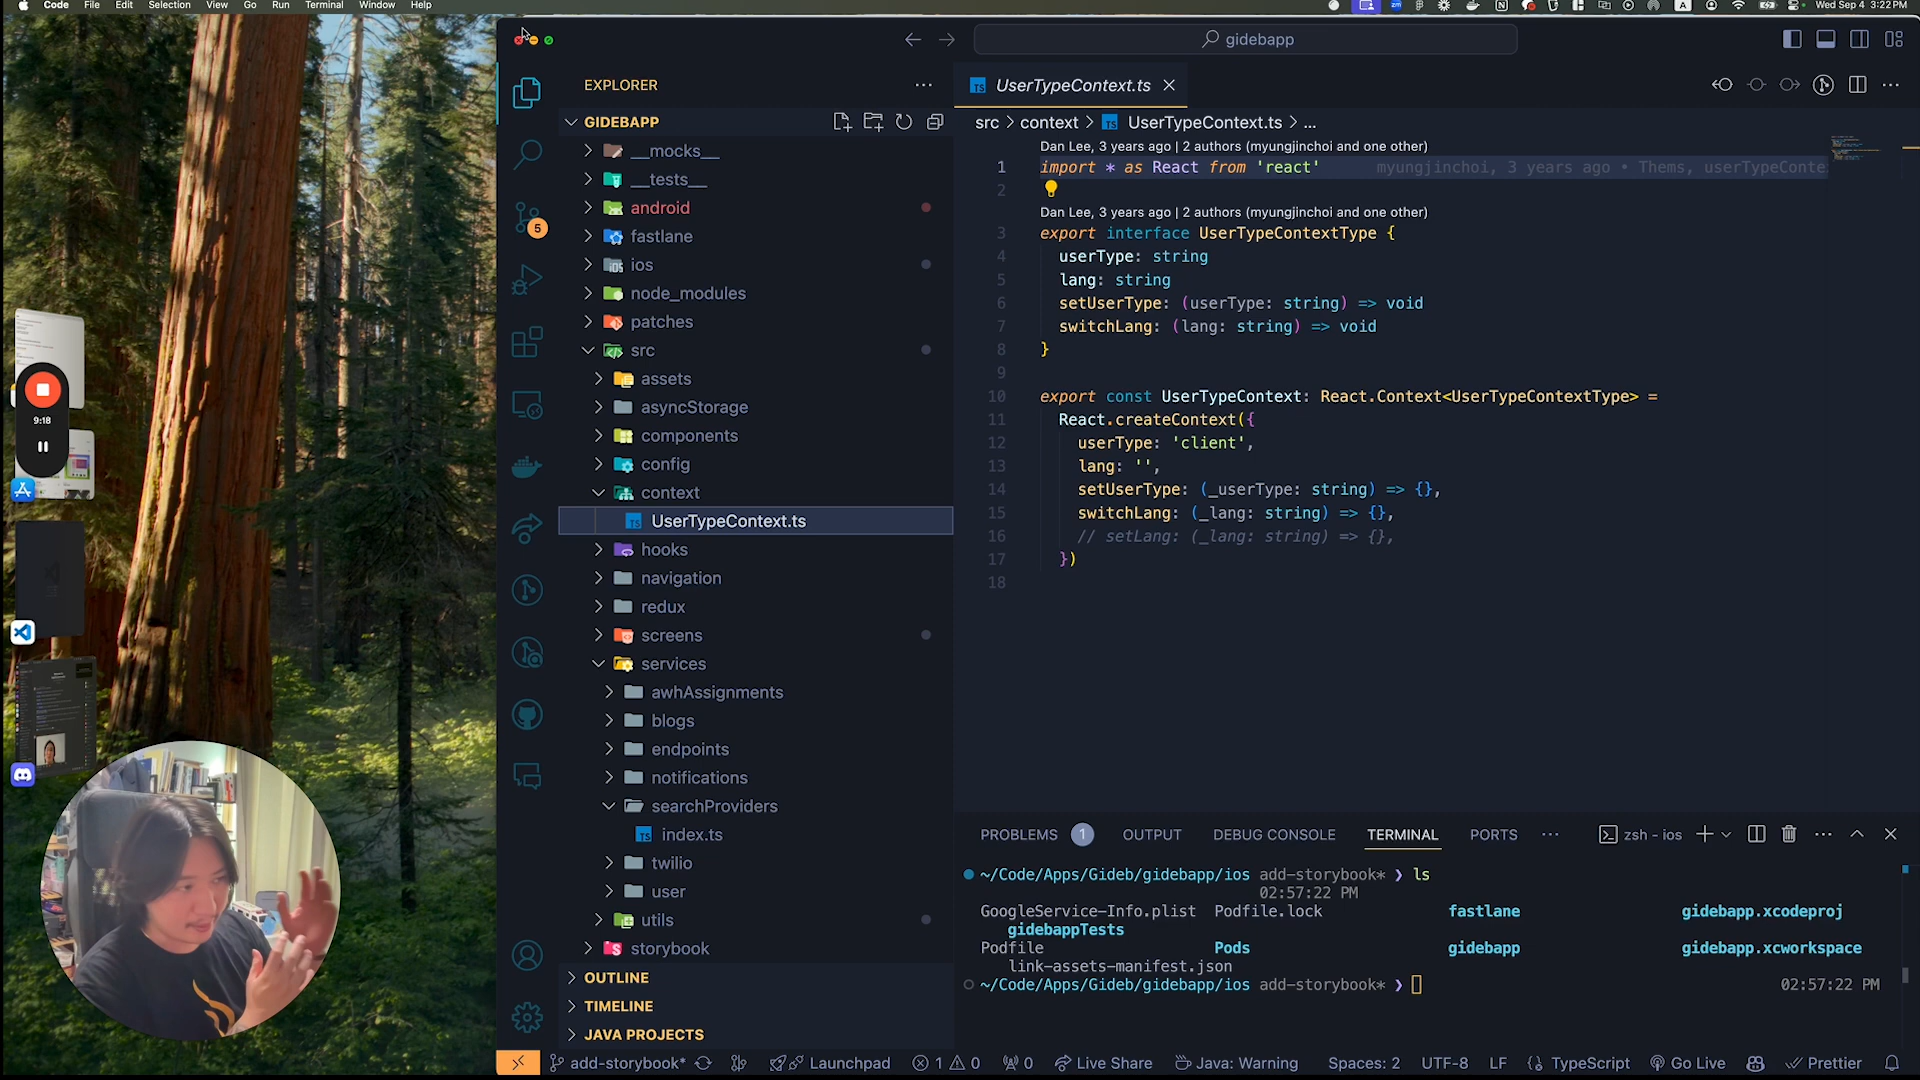 Code File Edit Selection View Go Run Terminal Window Help
Wed Sep 4 3:22 PM
gidebapp
EXPLORER
GIDEBAPP
__mocks__
__tests__
android
fastlane
ios
node_modules
patches
src
assets
asyncStorage
components
config
context
UserTypeContext.ts
hooks
navigation
redux
screens
services
awhAssignments
blogs
endpoints
notifications
searchProviders
index.ts
twilio
user
utils
storybook
OUTLINE
TIMELINE
JAVA PROJECTS
5
9:18
UserTypeContext.ts
src > context > UserTypeContext.ts > ...
Dan Lee, 3 years ago | 2 authors (myungjinchoi and one other)
1 import * as React from 'react' myungjinchoi, 3 years ago • Thems, userTypeConte
2
Dan Lee, 3 years ago | 2 authors (myungjinchoi and one other)
3 export interface UserTypeContextType {
4 userType: string
5 lang: string
6 setUserType: (userType: string) => void
7 switchLang: (lang: string) => void
8 }
9
10 export const UserTypeContext: React.Context<UserTypeContextType> =
11 React.createContext({
12 userType: 'client',
13 lang: '',
14 setUserType: (_userType: string) => {},
15 switchLang: (_lang: string) => {},
16 // setLang: (_lang: string) => {},
17 })
18
PROBLEMS 1 OUTPUT DEBUG CONSOLE TERMINAL PORTS ... zsh - ios
~/Code/Apps/Gideb/gidebapp/ios add-storybook* ❯ ls
02:57:22 PM
GoogleService-Info.plist Podfile.lock fastlane gidebapp.xcodeproj
gidebappTests
Podfile Pods gidebapp gidebapp.xcworkspace
link-assets-manifest.json
~/Code/Apps/Gideb/gidebapp/ios add-storybook* ❯ 02:57:22 PM
add-storybook* Launchpad 1 0 0 Live Share Java: Warning Spaces: 2 UTF-8 LF {} TypeScript Go Live Prettier